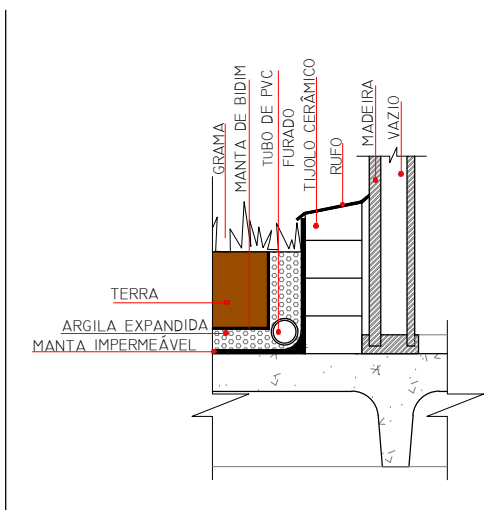 GRAMA
MANTA DE BIDIM
TUBO DE PVC
FURADO
TIJOLO CERÂMICO
RUFO
MADEIRA
VAZIO
TERRA
ARGILA EXPANDIDA
MANTA IMPERMEÁVEL